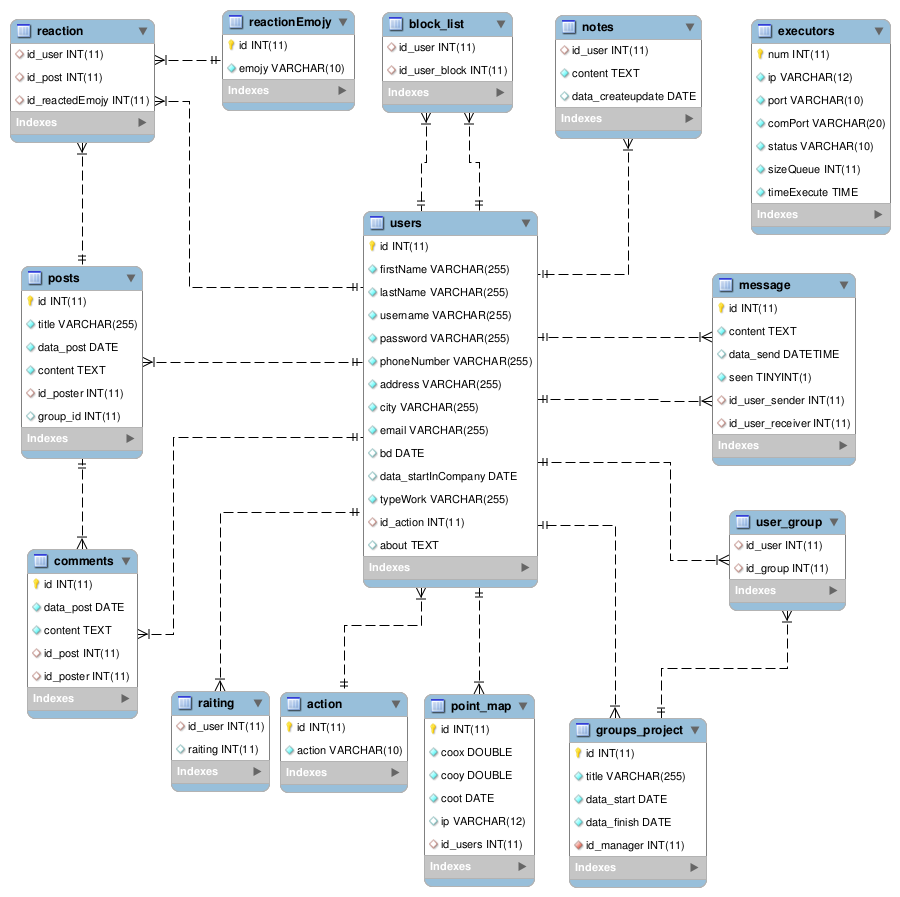 reaction
id_user INT(11)
id_post INT(11)
id_reactedEmojy INT(11)
Indexes
reactionEmojy
id INT(11)
emojy VARCHAR(10)
Indexes
block_list
id_user INT(11)
id_user_block INT(11)
Indexes
notes
id_user INT(11)
content TEXT
data_createupdate DATE
Indexes
executors
num INT(11)
ip VARCHAR(12)
port VARCHAR(10)
comPort VARCHAR(20)
status VARCHAR(10)
sizeQueue INT(11)
timeExecute TIME
Indexes
posts
id INT(11)
title VARCHAR(255)
data_post DATE
content TEXT
id_poster INT(11)
group_id INT(11)
Indexes
users
id INT(11)
firstName VARCHAR(255)
lastName VARCHAR(255)
username VARCHAR(255)
password VARCHAR(255)
phoneNumber VARCHAR(255)
address VARCHAR(255)
city VARCHAR(255)
email VARCHAR(255)
bd DATE
data_startInCompany DATE
typeWork VARCHAR(255)
id_action INT(11)
about TEXT
Indexes
message
id INT(11)
content TEXT
data_send DATETIME
seen TINYINT(1)
id_user_sender INT(11)
id_user_receiver INT(11)
Indexes
comments
id INT(11)
data_post DATE
content TEXT
id_post INT(11)
id_poster INT(11)
Indexes
user_group
id_user INT(11)
id_group INT(11)
Indexes
raiting
id_user INT(11)
raiting INT(11)
Indexes
action
id INT(11)
action VARCHAR(10)
Indexes
point_map
id INT(11)
coox DOUBLE
cooy DOUBLE
coot DATE
ip VARCHAR(12)
id_users INT(11)
Indexes
groups_project
id INT(11)
title VARCHAR(255)
data_start DATE
data_finish DATE
id_manager INT(11)
Indexes